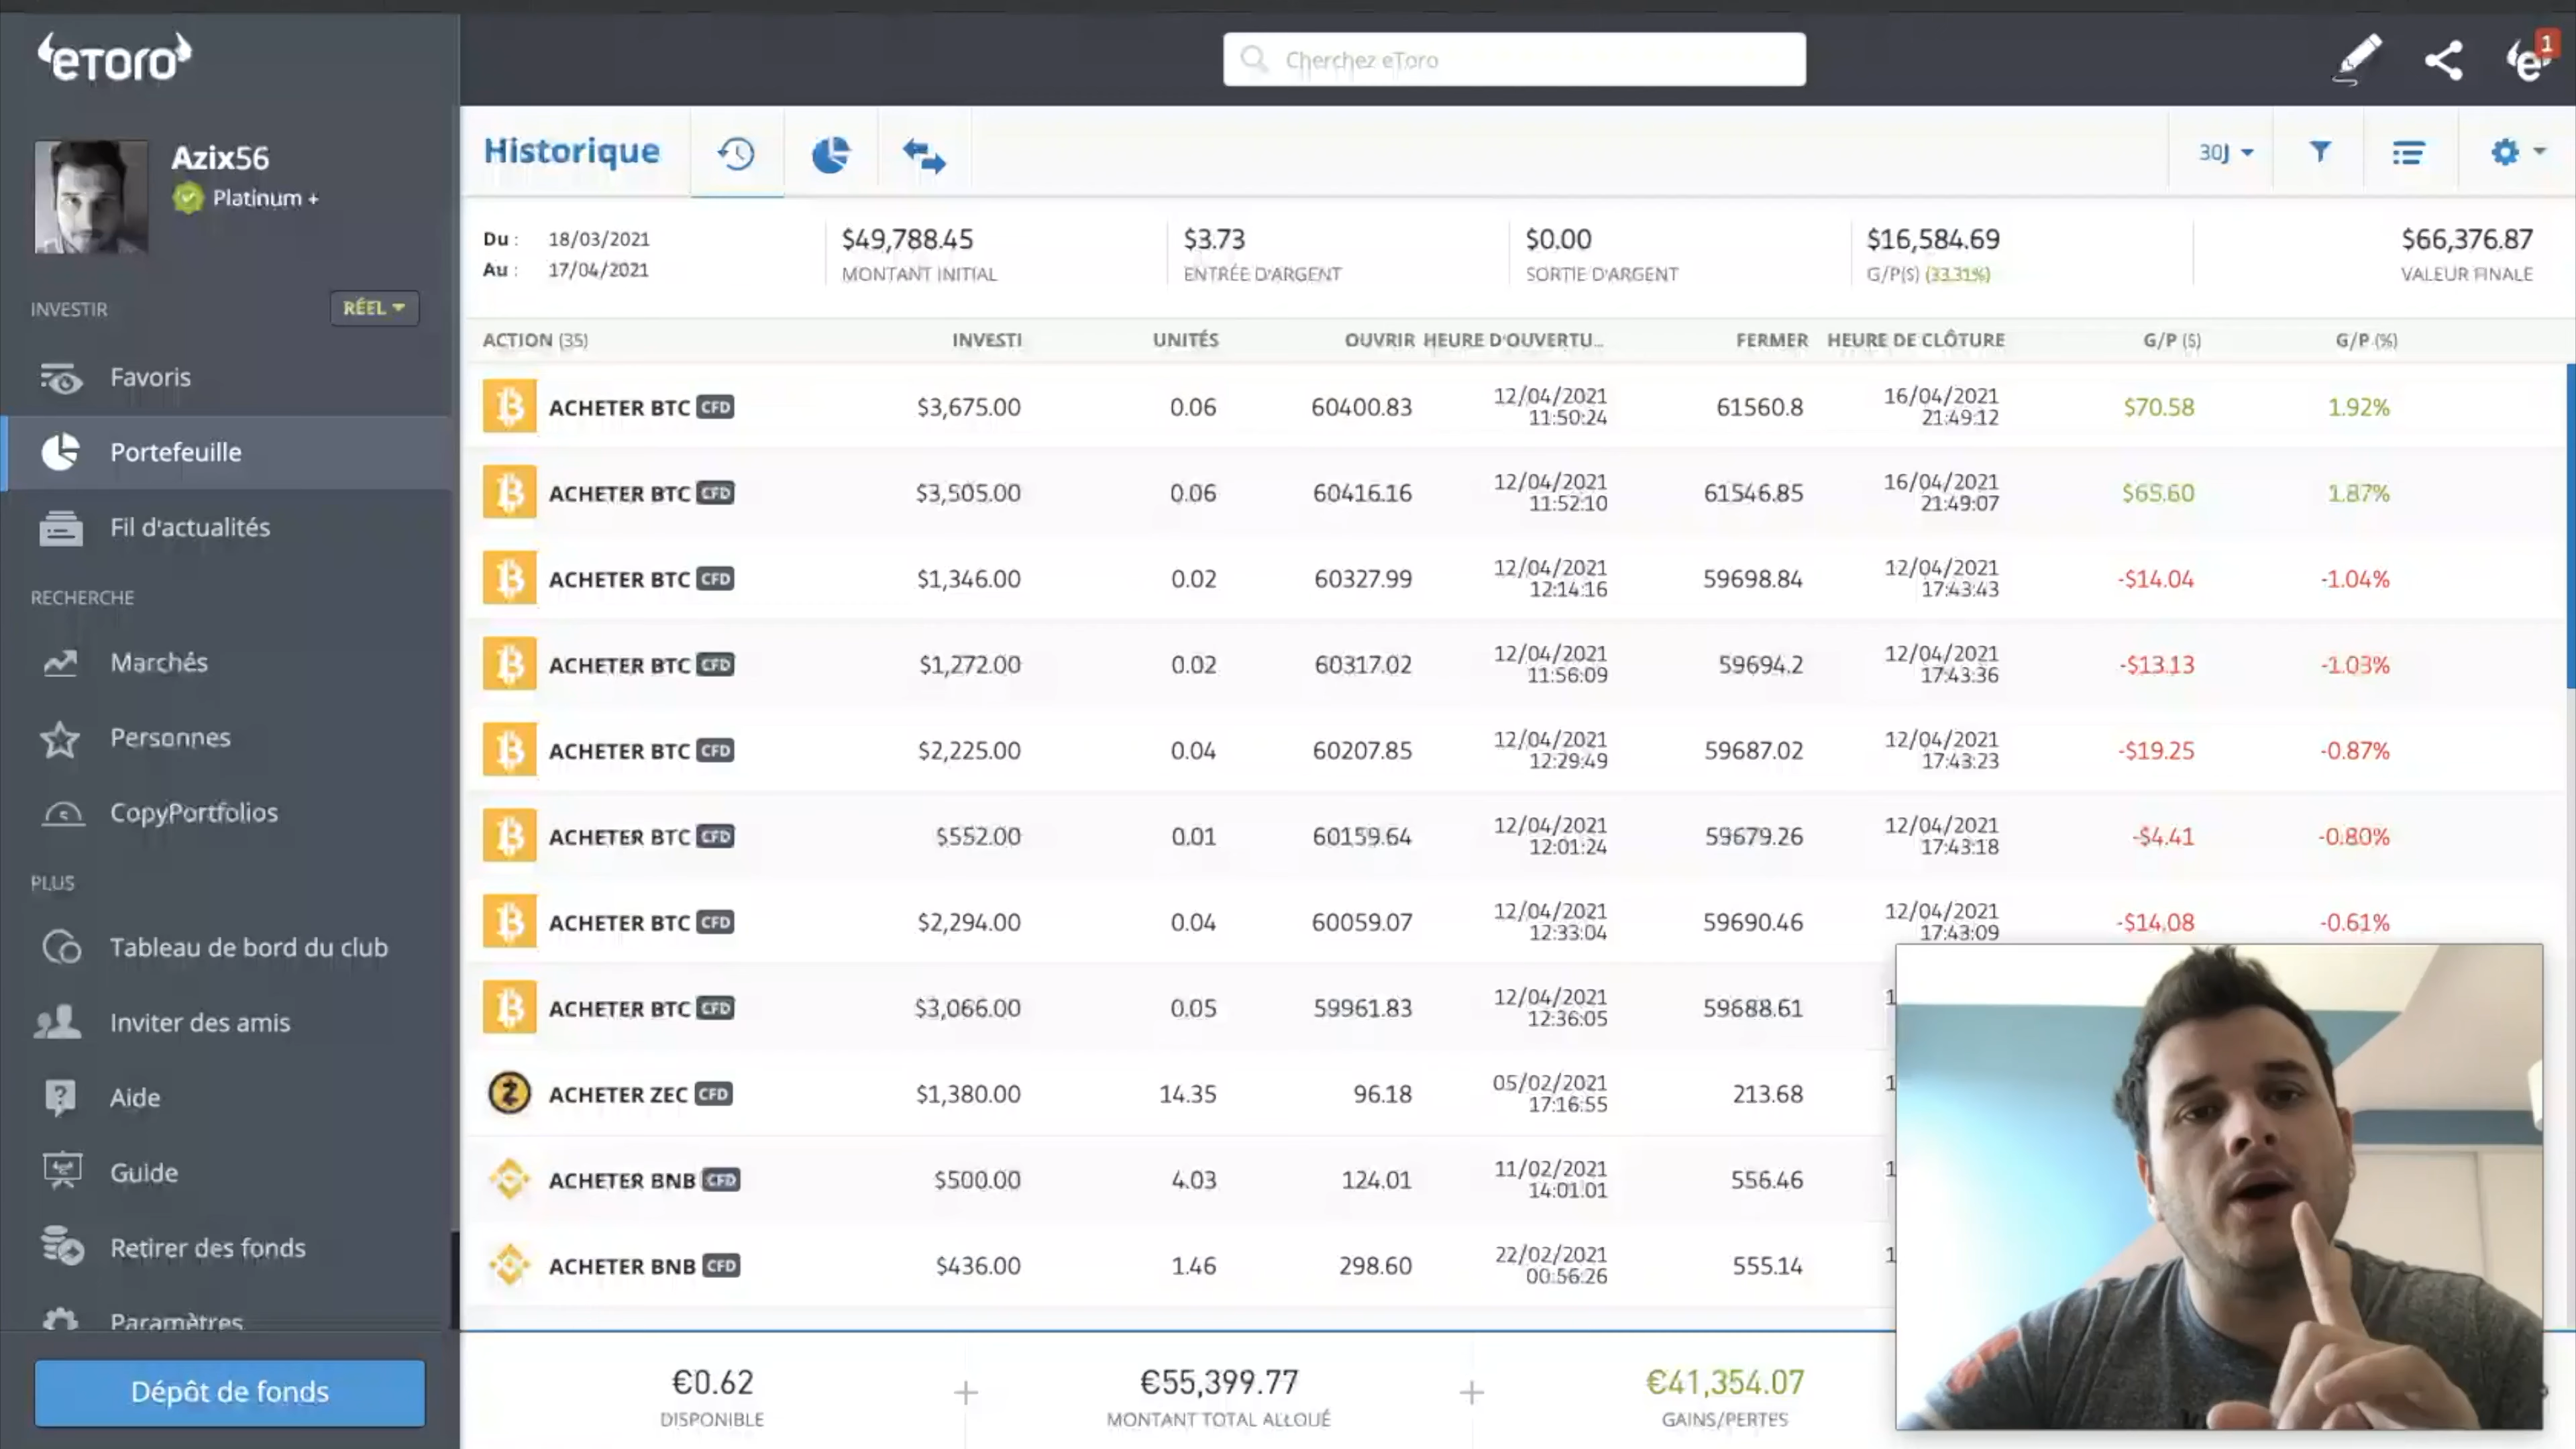 eToro
Cherchez eToro
1
Azix56
Platinum +
INVESTIR
RÉEL
Favoris
Portefeuille
Fil d'actualités
RECHERCHE
Marchés
Personnes
CopyPortfolios
PLUS
Tableau de bord du club
Inviter des amis
Aide
Guide
Retirer des fonds
Paramètres
Dépôt de fonds
Historique
30J
Du : 18/03/2021
Au : 17/04/2021
$49,788.45
MONTANT INITIAL
$3.73
ENTRÉE D'ARGENT
$0.00
SORTIE D'ARGENT
$16,584.69
G/P($) (33.31%)
$66,376.87
VALEUR FINALE
ACTION (35) INVESTI UNITÉS OUVRIR HEURE D'OUVERTU... FERMER HEURE DE CLÔTURE G/P ($) G/P (%)
ACHETER BTC CFD $3,675.00 0.06 60400.83 12/04/2021 11:50:24 61560.8 16/04/2021 21:49:12 $70.58 1.92%
ACHETER BTC CFD $3,505.00 0.06 60416.16 12/04/2021 11:52:10 61546.85 16/04/2021 21:49:07 $65.60 1.87%
ACHETER BTC CFD $1,346.00 0.02 60327.99 12/04/2021 12:14:16 59698.84 12/04/2021 17:43:43 -$14.04 -1.04%
ACHETER BTC CFD $1,272.00 0.02 60317.02 12/04/2021 11:56:09 59694.2 12/04/2021 17:43:36 -$13.13 -1.03%
ACHETER BTC CFD $2,225.00 0.04 60207.85 12/04/2021 12:29:49 59687.02 12/04/2021 17:43:23 -$19.25 -0.87%
ACHETER BTC CFD $552.00 0.01 60159.64 12/04/2021 12:01:24 59679.26 12/04/2021 17:43:18 -$4.41 -0.80%
ACHETER BTC CFD $2,294.00 0.04 60059.07 12/04/2021 12:33:04 59690.46 12/04/2021 17:43:09 -$14.08 -0.61%
ACHETER BTC CFD $3,066.00 0.05 59961.83 12/04/2021 12:36:05 59688.61 1
ACHETER ZEC CFD $1,380.00 14.35 96.18 05/02/2021 17:16:55 213.68 1
ACHETER BNB CFD $500.00 4.03 124.01 11/02/2021 14:01:01 556.46 1
ACHETER BNB CFD $436.00 1.46 298.60 22/02/2021 00:56:26 555.14 1
€0.62
DISPONIBLE
+
€55,399.77
MONTANT TOTAL ALLOUÉ
+
€41,354.07
GAINS/PERTES